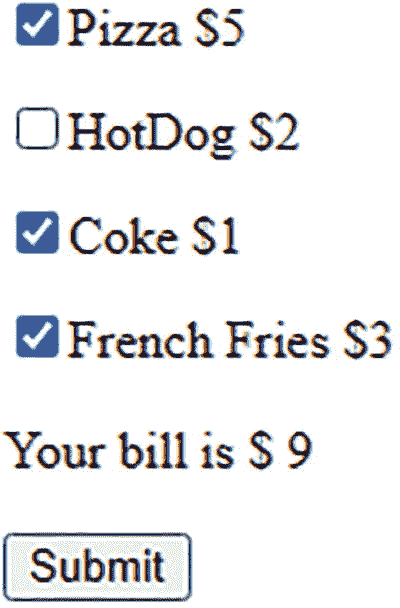 Pizza $5
HotDog $2
Coke $1
French Fries $3
Your bill is $ 9
Submit